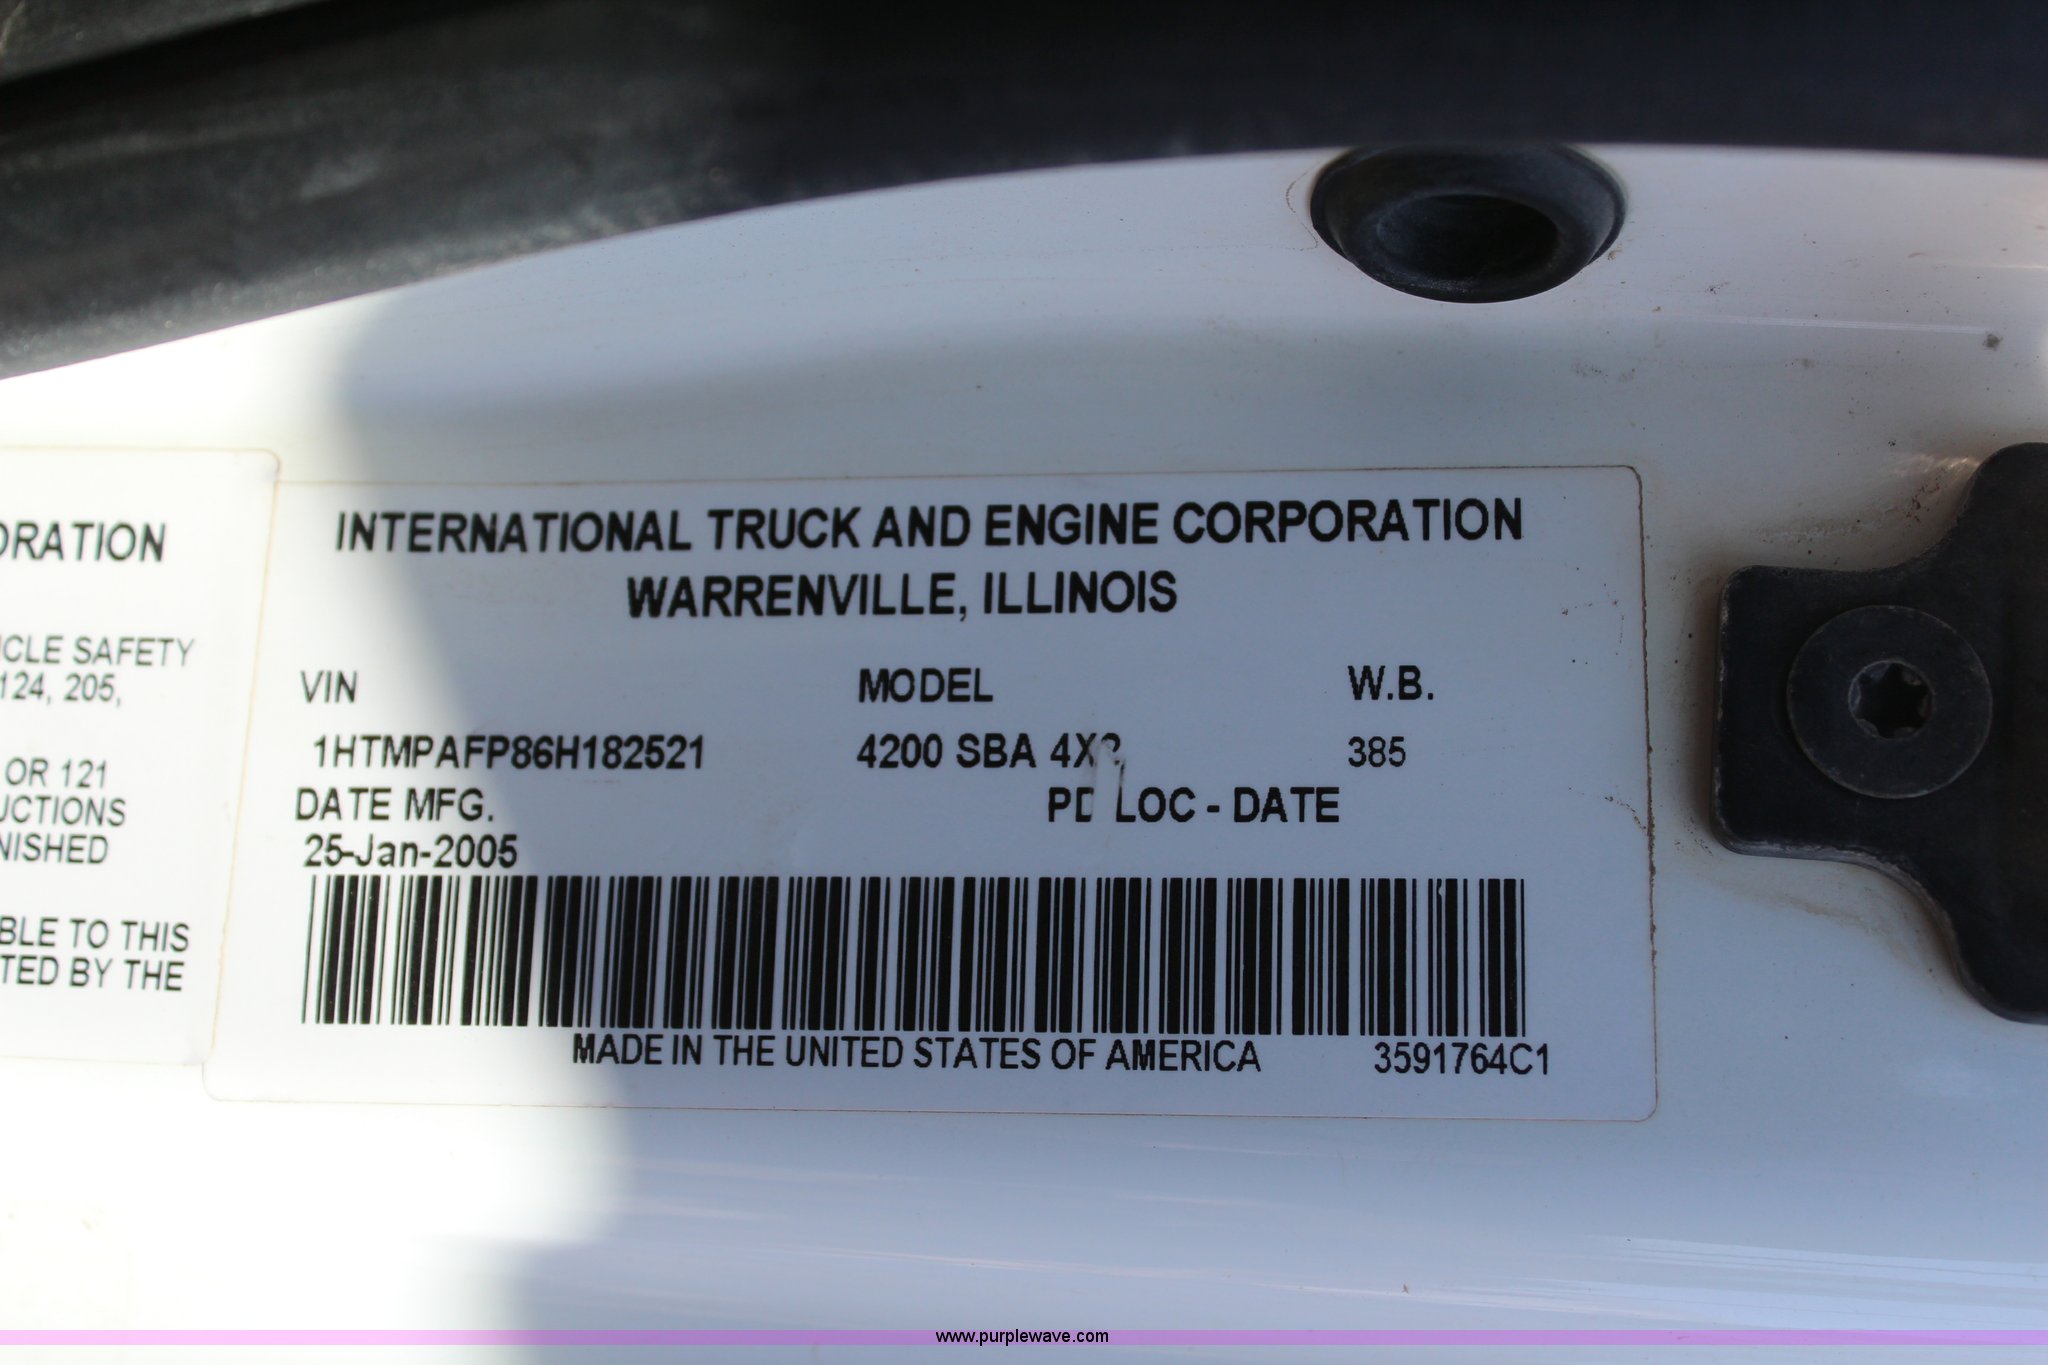 ORATION
ICLE SAFETY
124, 205,
OR 121
UCTIONS
NISHED
BLE TO THIS
TED BY THE
INTERNATIONAL TRUCK AND ENGINE CORPORATION
WARRENVILLE, ILLINOIS
VIN MODEL W.B.
1HTMPAFP86H182521 4200 SBA 4X2 385
DATE MFG. PD LOC - DATE
25-Jan-2005
MADE IN THE UNITED STATES OF AMERICA 3591764C1
www.purplewave.com